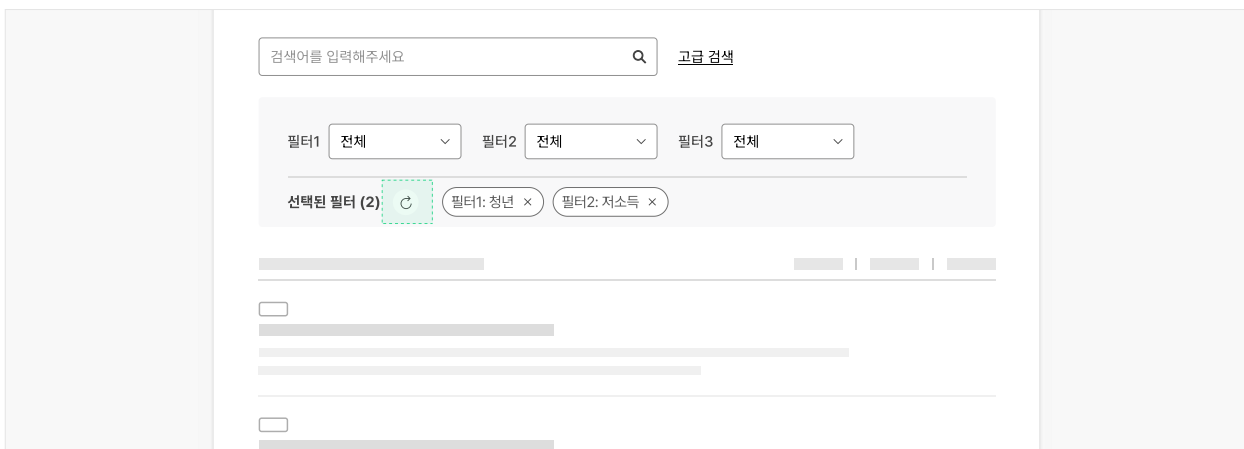 검색어를 입력해주세요 고급 검색
필터1 전체 필터2 전체 필터3 전체
선택된 필터 (2) 필터1: 청년 × 필터2: 저소득 ×